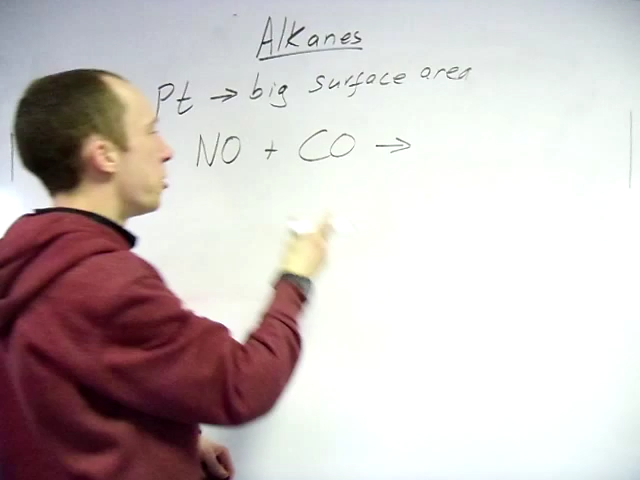 Alkanes
Pt → big surface area
NO + CO →